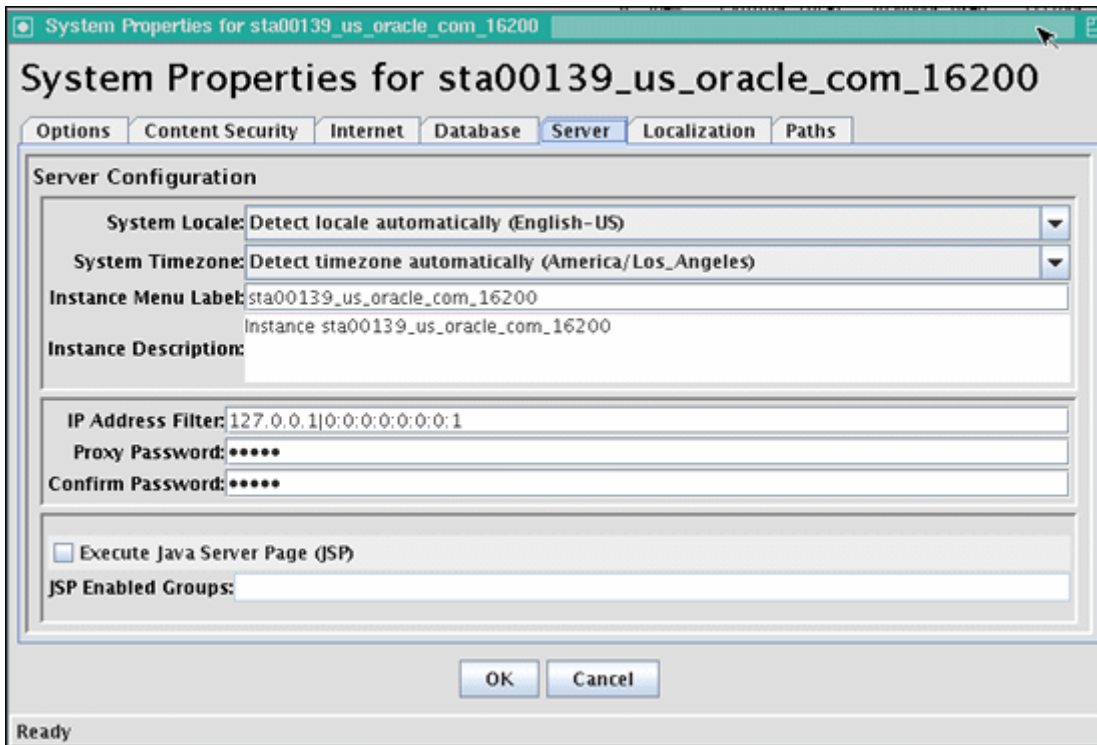 System Properties for sta00139_us_oracle_com_16200
System Properties for sta00139_us_oracle_com_16200
Options Content Security Internet Database Server Localization Paths
Server Configuration
System Locale: Detect locale automatically (English-US)
System Timezone: Detect timezone automatically (America/Los_Angeles)
Instance Menu Label: sta00139_us_oracle_com_16200
Instance sta00139_us_oracle_com_16200
Instance Description:
IP Address Filter: 127.0.0.1|0:0:0:0:0:0:0:1
Proxy Password: •••••
Confirm Password: •••••
Execute Java Server Page (JSP)
JSP Enabled Groups:
OK Cancel
Ready